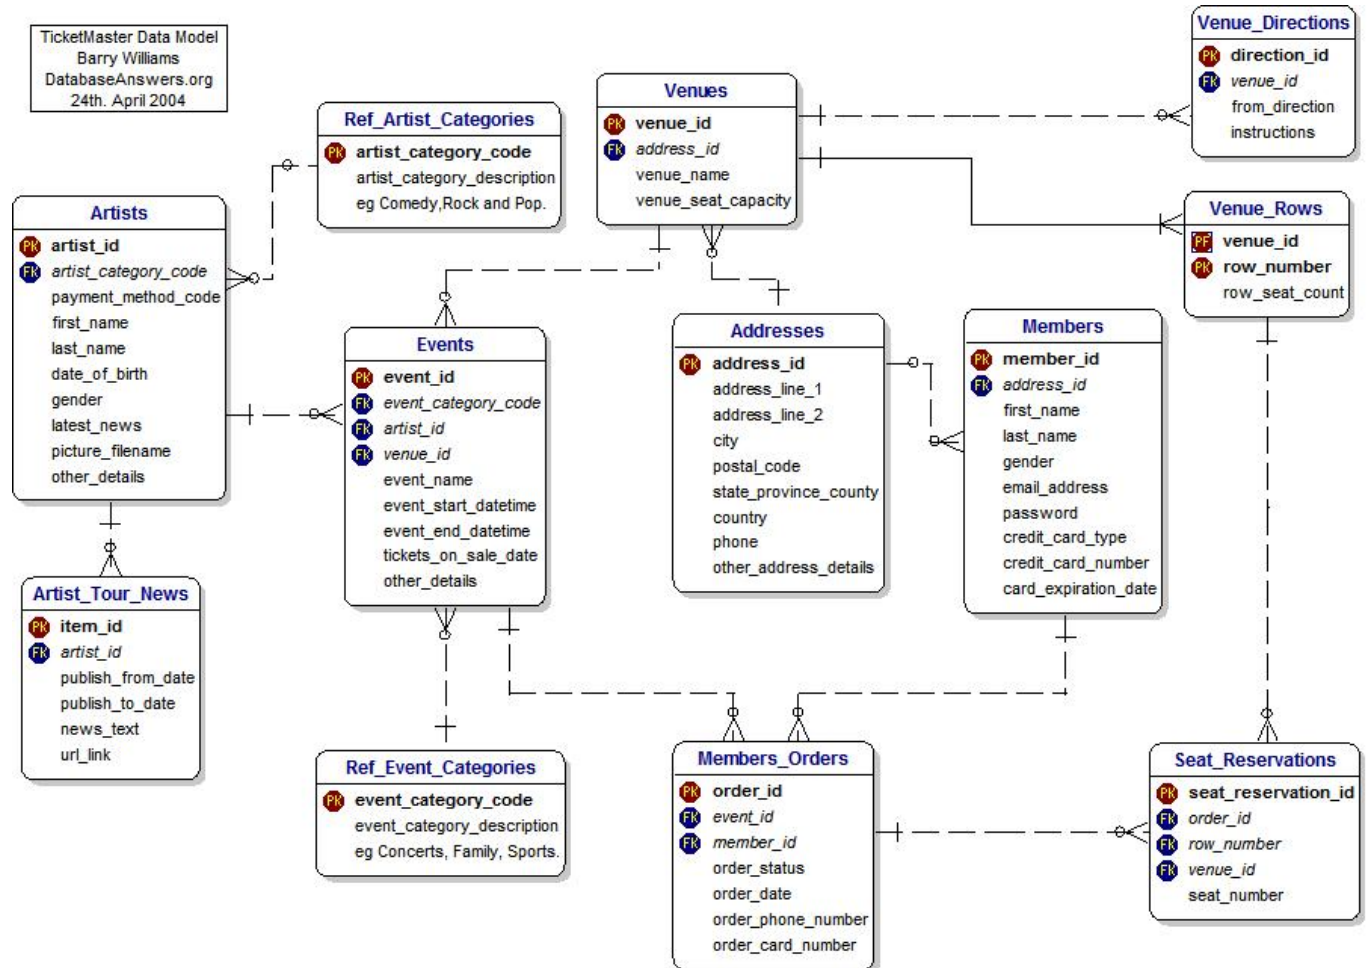 TicketMaster Data Model
Barry Williams
DatabaseAnswers.org
24th. April 2004
Ref_Artist_Categories
PK artist_category_code
artist_category_description
eg Comedy,Rock and Pop.
Venues
PK venue_id
FK address_id
venue_name
venue_seat_capacity
Venue_Directions
PK direction_id
FK venue_id
from_direction
instructions
Artists
PK artist_id
FK artist_category_code
payment_method_code
first_name
last_name
date_of_birth
gender
latest_news
picture_filename
other_details
Venue_Rows
PF venue_id
PK row_number
row_seat_count
Events
PK event_id
FK event_category_code
FK artist_id
FK venue_id
event_name
event_start_datetime
event_end_datetime
tickets_on_sale_date
other_details
Addresses
PK address_id
address_line_1
address_line_2
city
postal_code
state_province_county
country
phone
other_address_details
Members
PK member_id
FK address_id
first_name
last_name
gender
email_address
password
credit_card_type
credit_card_number
card_expiration_date
Artist_Tour_News
PK item_id
FK artist_id
publish_from_date
publish_to_date
news_text
url_link
Ref_Event_Categories
PK event_category_code
event_category_description
eg Concerts, Family, Sports.
Members_Orders
PK order_id
FK event_id
FK member_id
order_status
order_date
order_phone_number
order_card_number
Seat_Reservations
PK seat_reservation_id
FK order_id
FK row_number
FK venue_id
seat_number